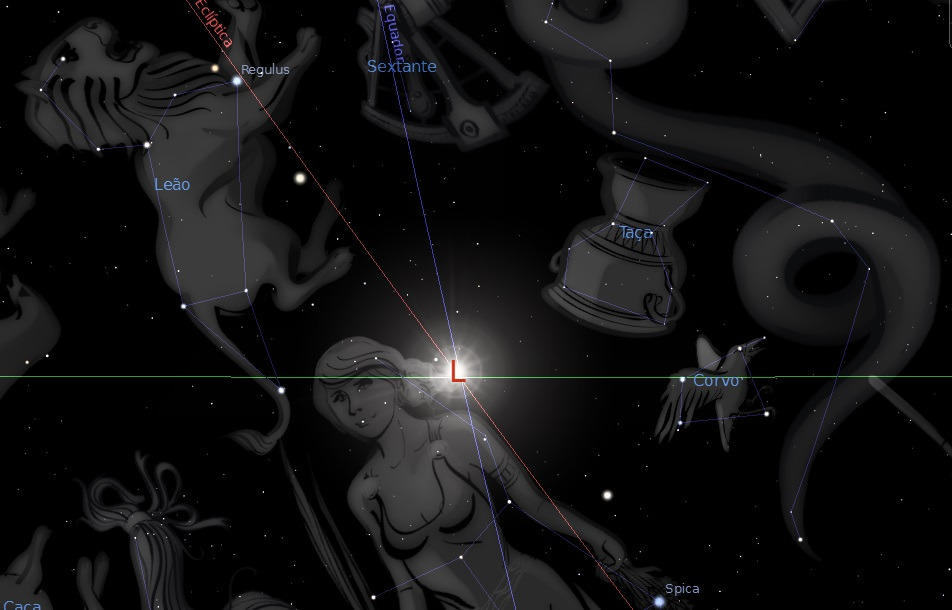 Eclíptica
Equador
Sextante
Regulus
Leão
Taça
L
Corvo
Spica
Caça